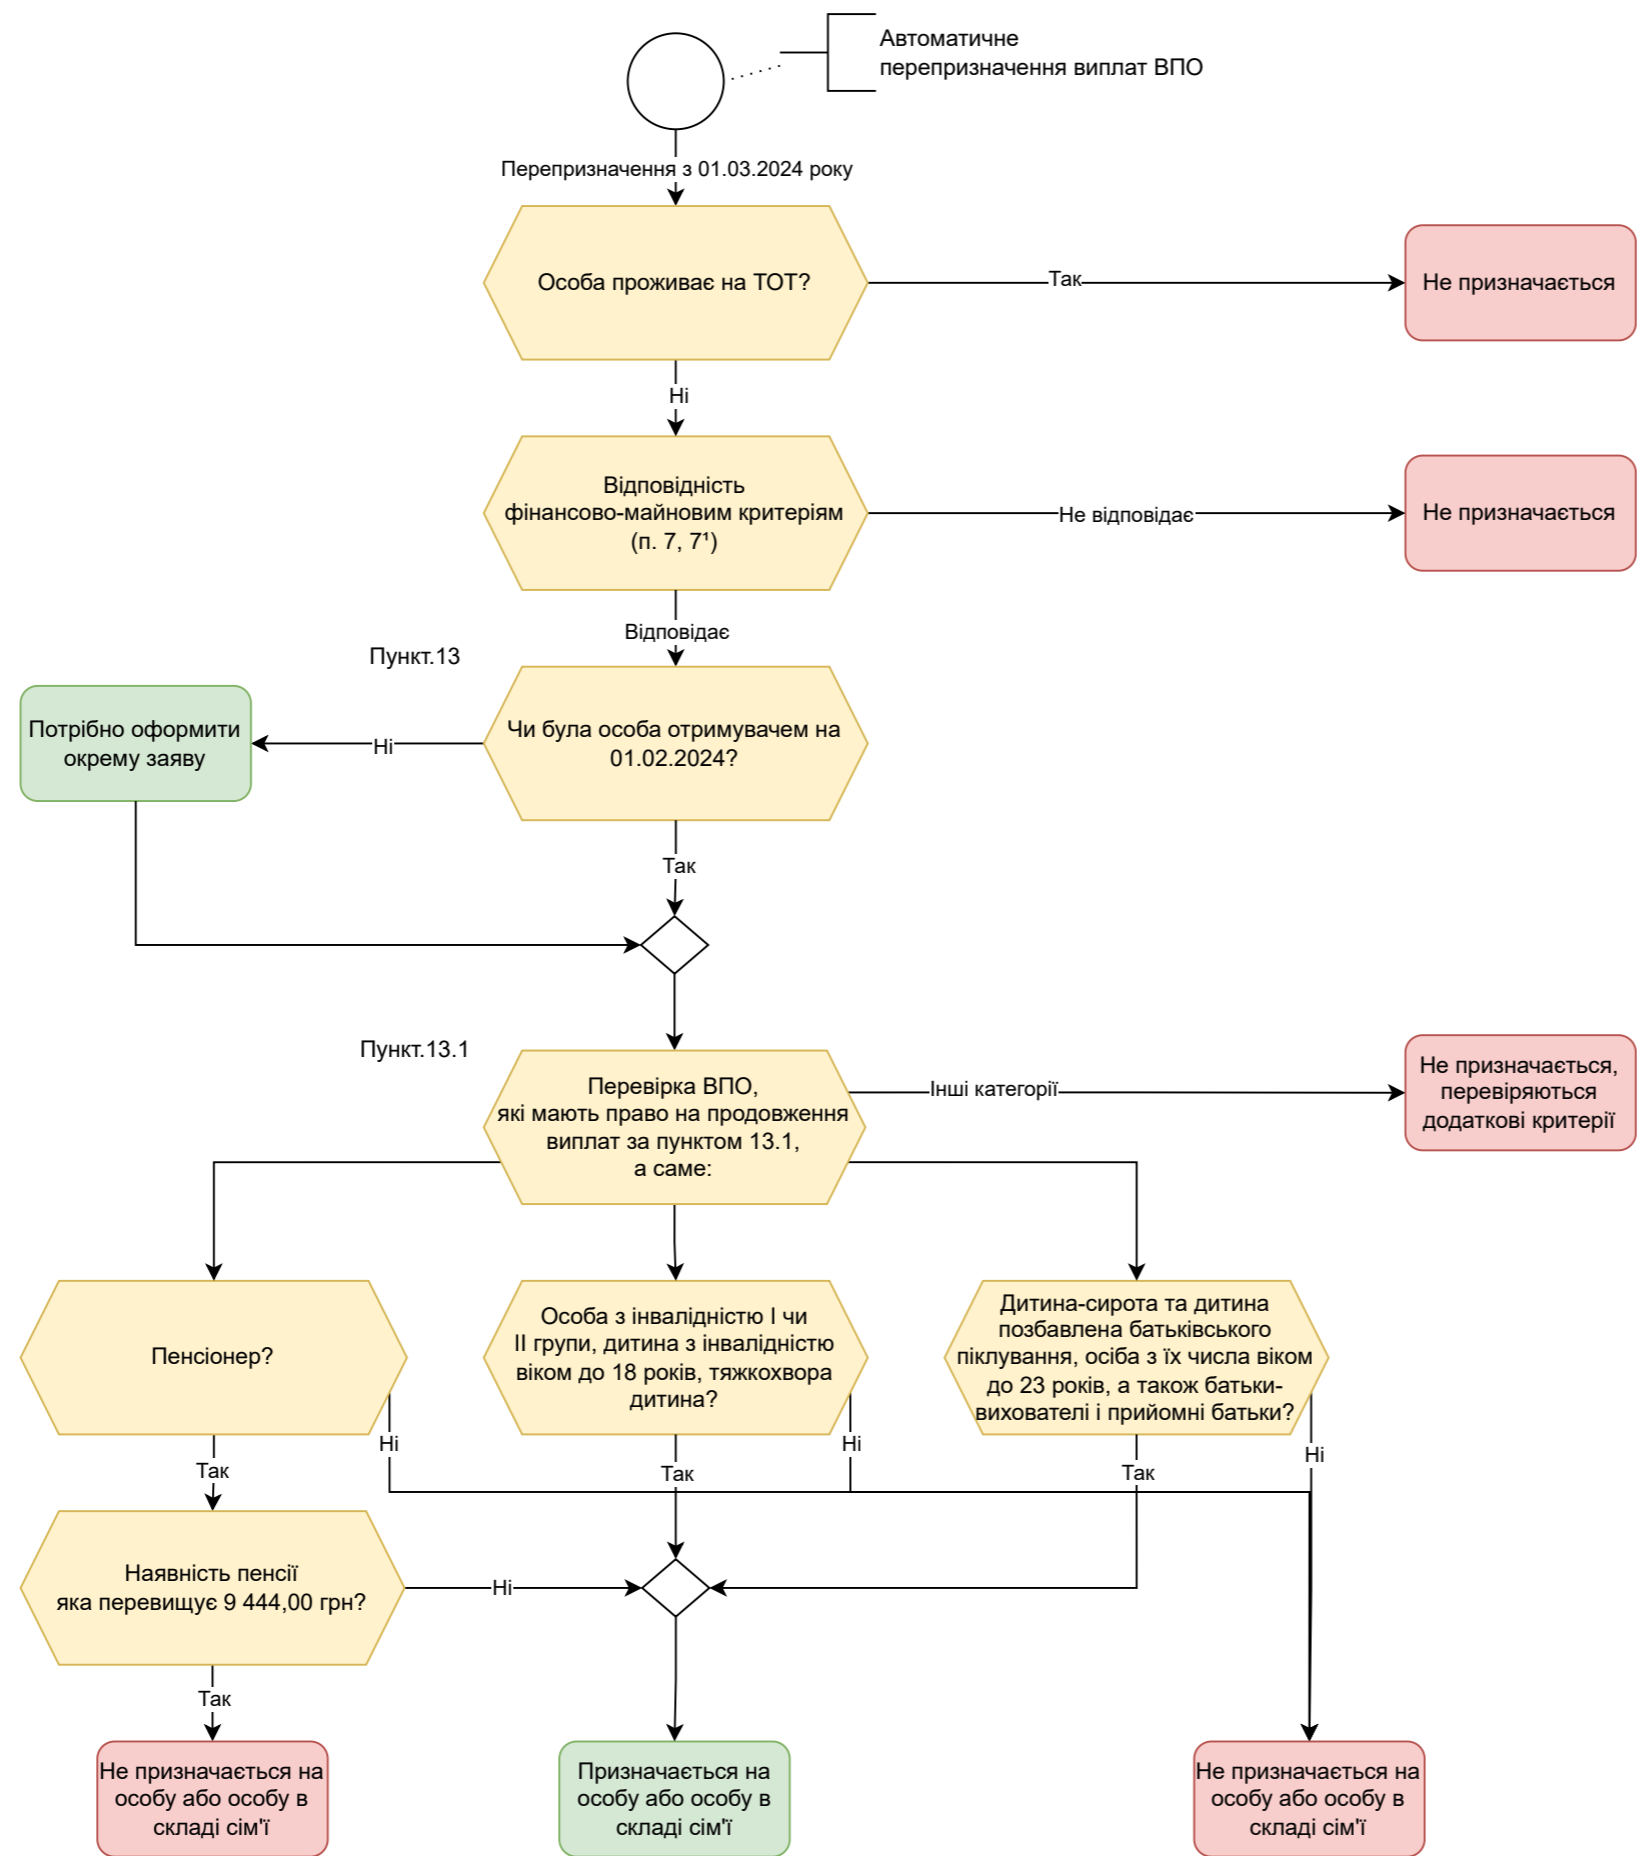 Автоматичне
перепризначення виплат ВПО
Перепризначення з 01.03.2024 року
Особа проживає на ТОТ?
Так
Не призначається
Ні
Відповідність
фінансово-майновим критеріям
(п. 7, 7¹)
Не відповідає
Не призначається
Відповідає
Пункт.13
Потрібно оформити
окрему заяву
Ні
Чи була особа отримувачем на
01.02.2024?
Так
Пункт.13.1
Перевірка ВПО,
які мають право на продовження
виплат за пунктом 13.1,
а саме:
Інші категорії
Не призначається,
перевіряються
додаткові критерії
Пенсіонер?
Особа з інвалідністю I чи
II групи, дитина з інвалідністю
віком до 18 років, тяжкохвора
дитина?
Дитина-сирота та дитина
позбавлена батьківського
піклування, осіба з їх числа віком
до 23 років, а також батьки-
вихователі і прийомні батьки?
Ні
Ні
Ні
Так
Так
Так
Наявність пенсії
яка перевищує 9 444,00 грн?
Ні
Так
Не призначається на
особу або особу в
складі сім'ї
Призначається на
особу або особу в
складі сім'ї
Не призначається на
особу або особу в
складі сім'ї